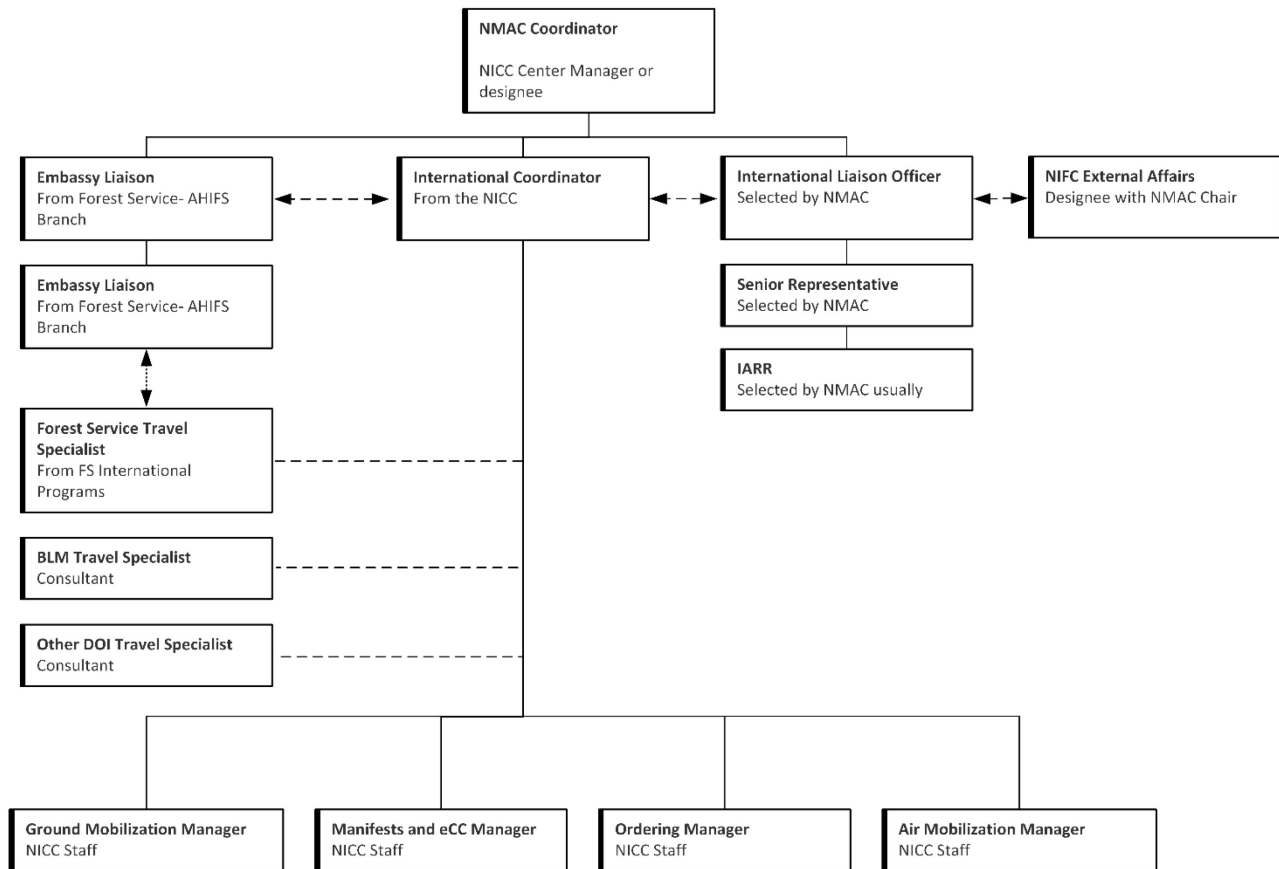 NMAC Coordinator
NICC Center Manager or
designee
Embassy Liaison
From Forest Service- AHIFS
Branch
International Coordinator
From the NICC
International Liaison Officer
Selected by NMAC
NIFC External Affairs
Designee with NMAC Chair
Embassy Liaison
From Forest Service- AHIFS
Branch
Senior Representative
Selected by NMAC
IARR
Selected by NMAC usually
Forest Service Travel
Specialist
From FS International
Programs
BLM Travel Specialist
Consultant
Other DOI Travel Specialist
Consultant
Ground Mobilization Manager
NICC Staff
Manifests and eCC Manager
NICC Staff
Ordering Manager
NICC Staff
Air Mobilization Manager
NICC Staff